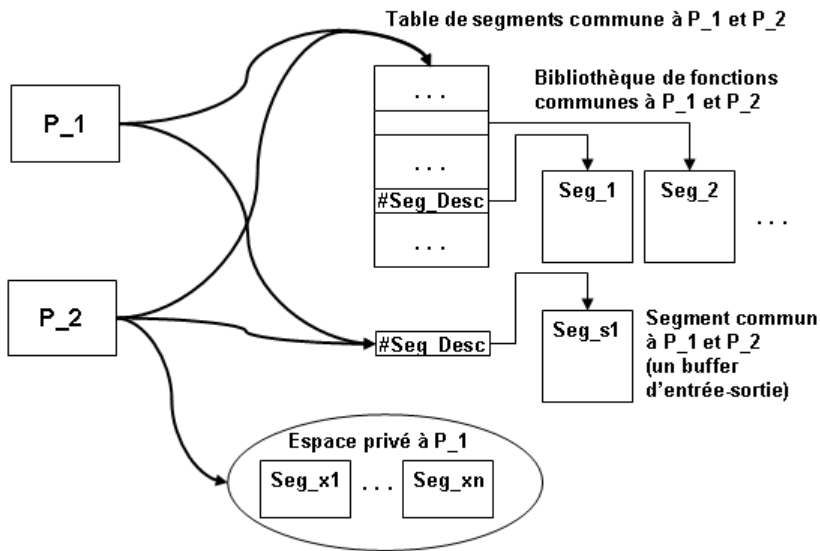 Table de segments commune à P_1 et P_2
Bibliothèque de fonctions
communes à P_1 et P_2
P_1
. . .
. . .
#Seg_Desc
. . .
Seg_1
Seg_2
. . .
P_2
#Seg_Desc
Seg_s1
Segment commun
à P_1 et P_2
(un buffer
d'entrée-sortie)
Espace privé à P_1
Seg_x1
. . .
Seg_xn